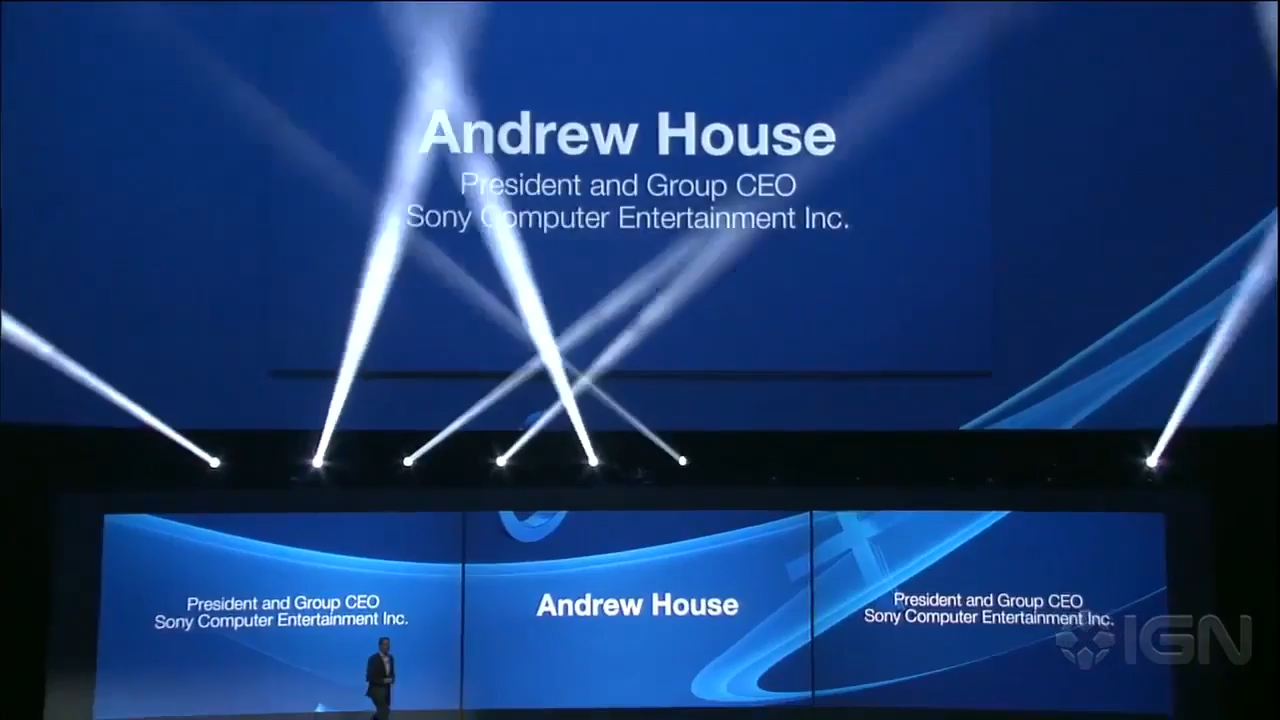 Andrew House
President and Group CEO
Sony Computer Entertainment Inc.
President and Group CEO
Sony Computer Entertainment Inc.
Andrew House
President and Group CEO
Sony Computer Entertainment Inc.
IGN